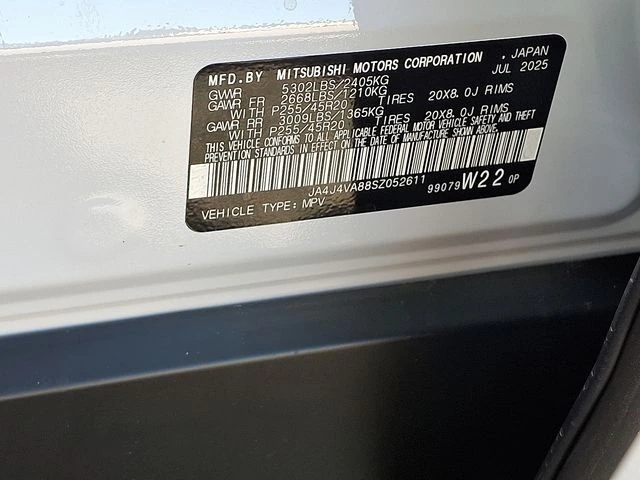 MFD.BY MITSUBISHI MOTORS CORPORATION , JAPAN
GVWR 5302LBS/2405KG JUL 2025
GAWR FR 2668LBS/1210KG
WITH P255/45R20 TIRES 20X8.0J RIMS
GAWR RR 3009LBS/1365KG
WITH P255/45R20 TIRES 20X8.0J RIMS
THIS VEHICLE CONFORMS TO ALL APPLICABLE FEDERAL MOTOR VEHICLE SAFETY AND THEFT
PREVENTION STANDARDS IN EFFECT ON THE DATE OF MANUFACTURE SHOWN ABOVE.
JA4J4VA88SZ052611
VEHICLE TYPE: MPV 99079 W22 0P